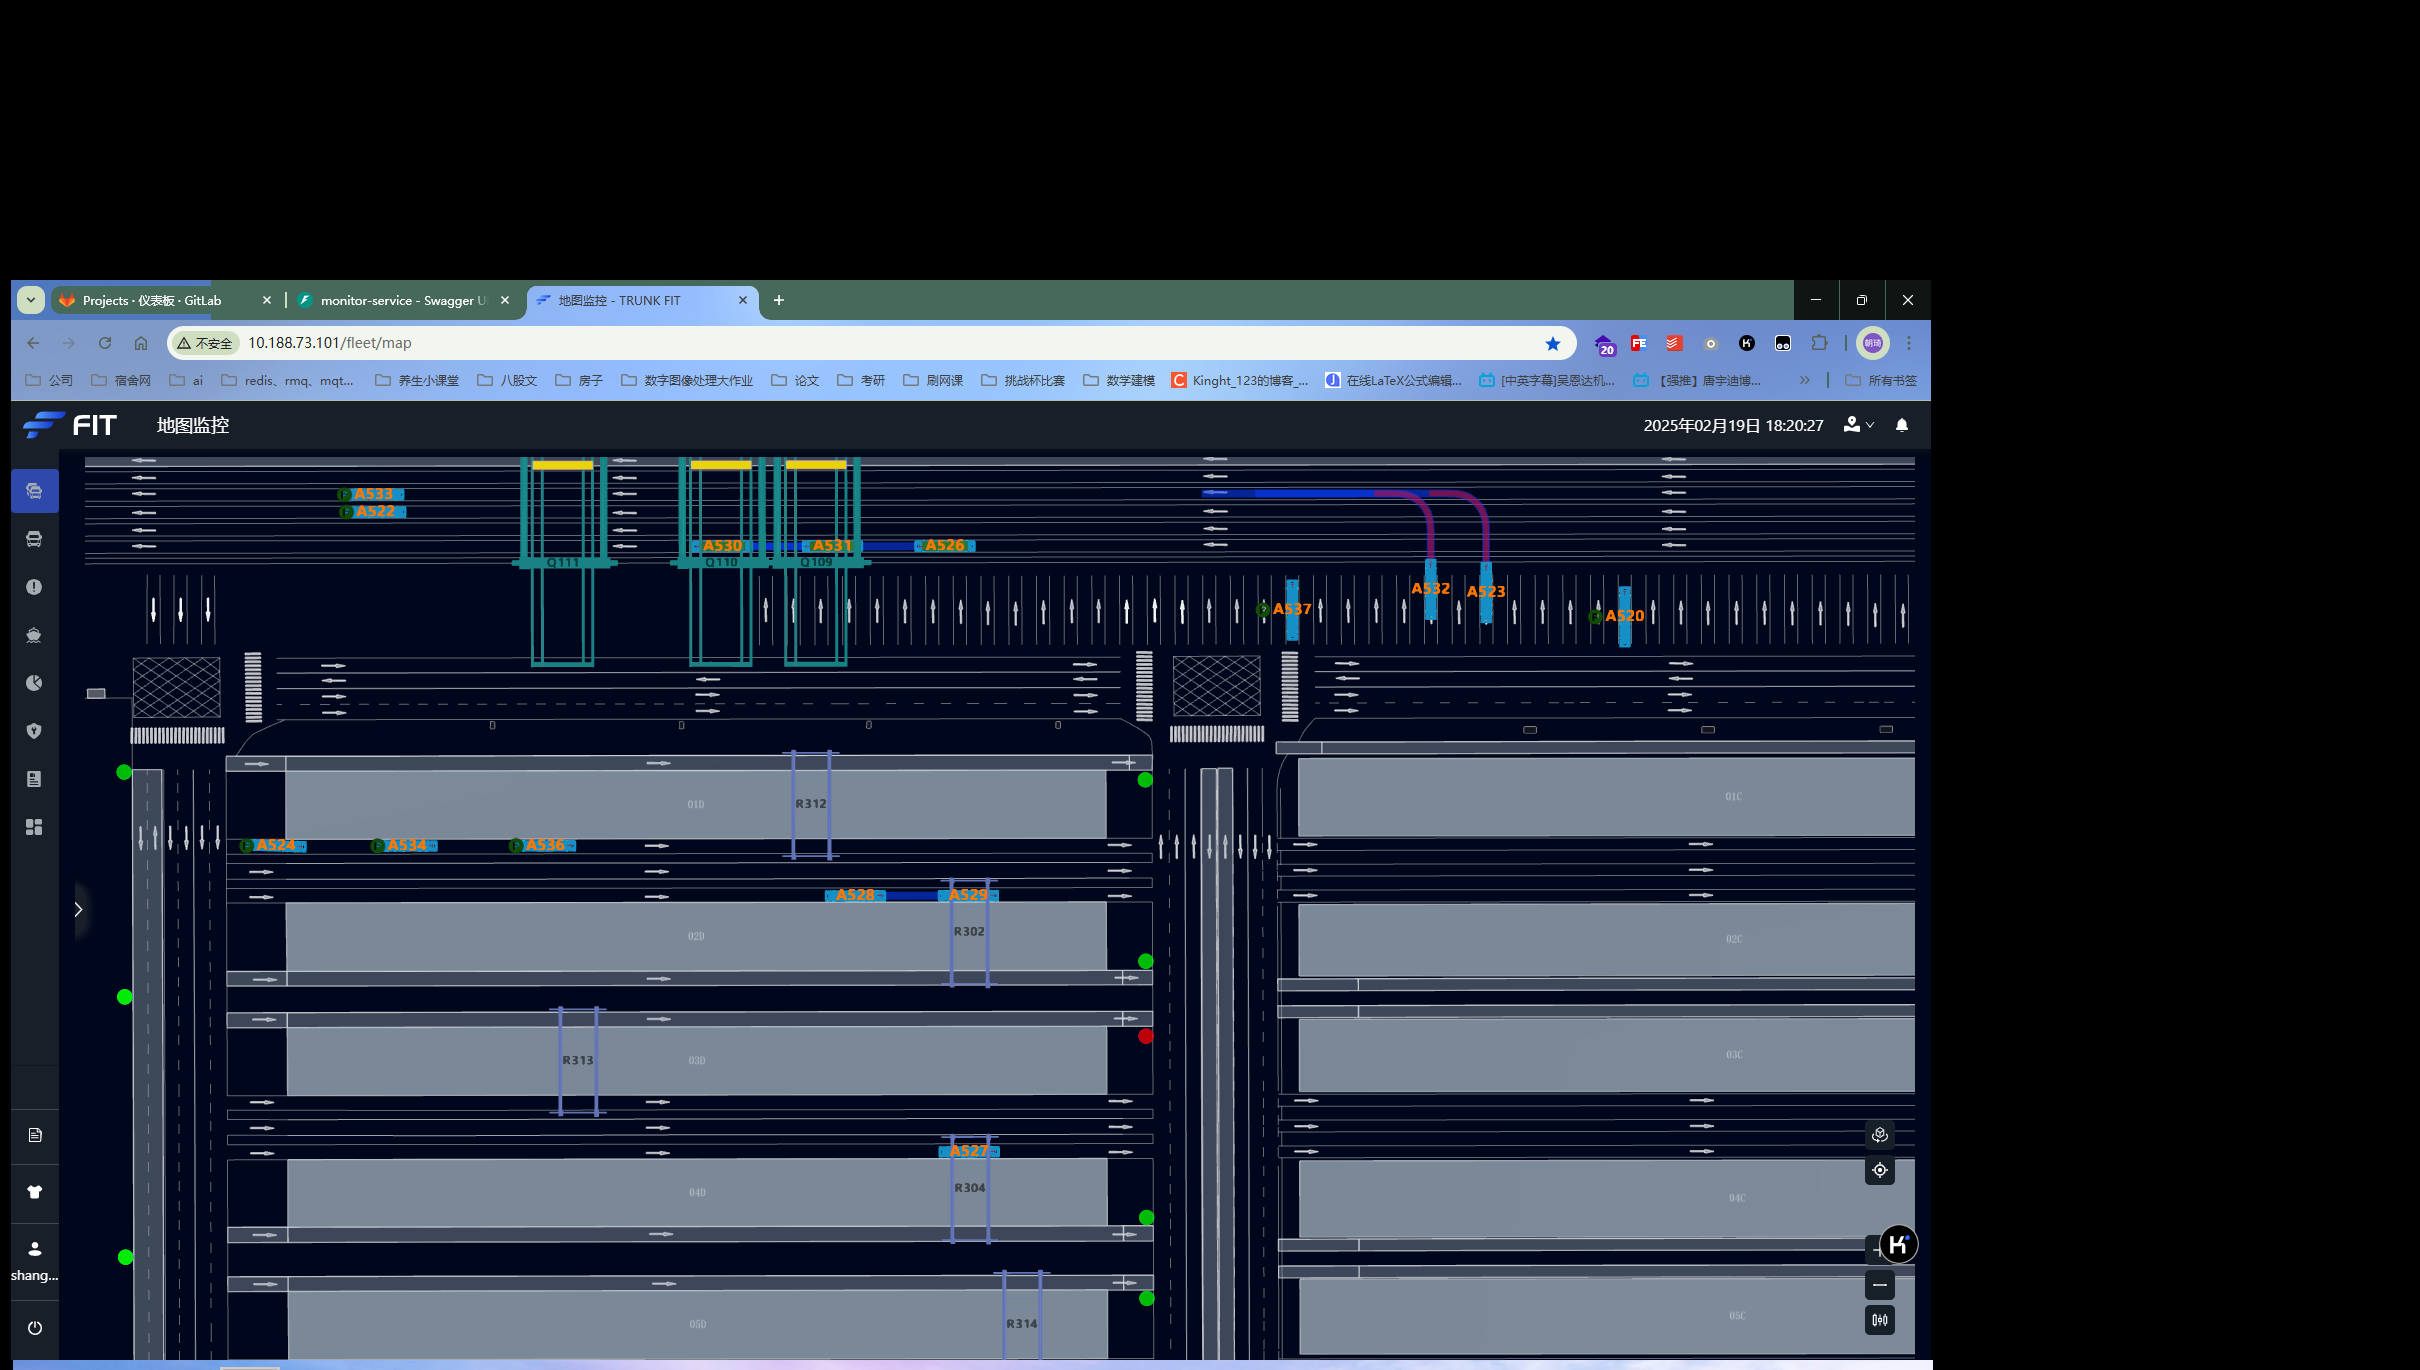 Projects · 仪表板 · GitLab
monitor-service - Swagger U
地图监控 - TRUNK FIT
不安全
10.188.73.101/fleet/map
20
FE
朝琦
公司
宿舍网
ai
redis、rmq、mqt...
养生小课堂
八股文
房子
数字图像处理大作业
论文
考研
刷网课
挑战杯比赛
数学建模
Kinght_123的博客_...
在线LaTeX公式编辑...
[中英字幕]吴恩达机...
【强推】唐宇迪博...
所有书签
FIT
地图监控
2025年02月19日 18:20:27
A533
A522
A530
A531
A526
Q111
Q110
Q109
A532
A523
A537
A520
01D
R312
01C
A524
A534
A536
A528
A529
R302
02D
02C
R313
03D
03C
A527
R304
04D
04C
shang...
R314
05D
05C